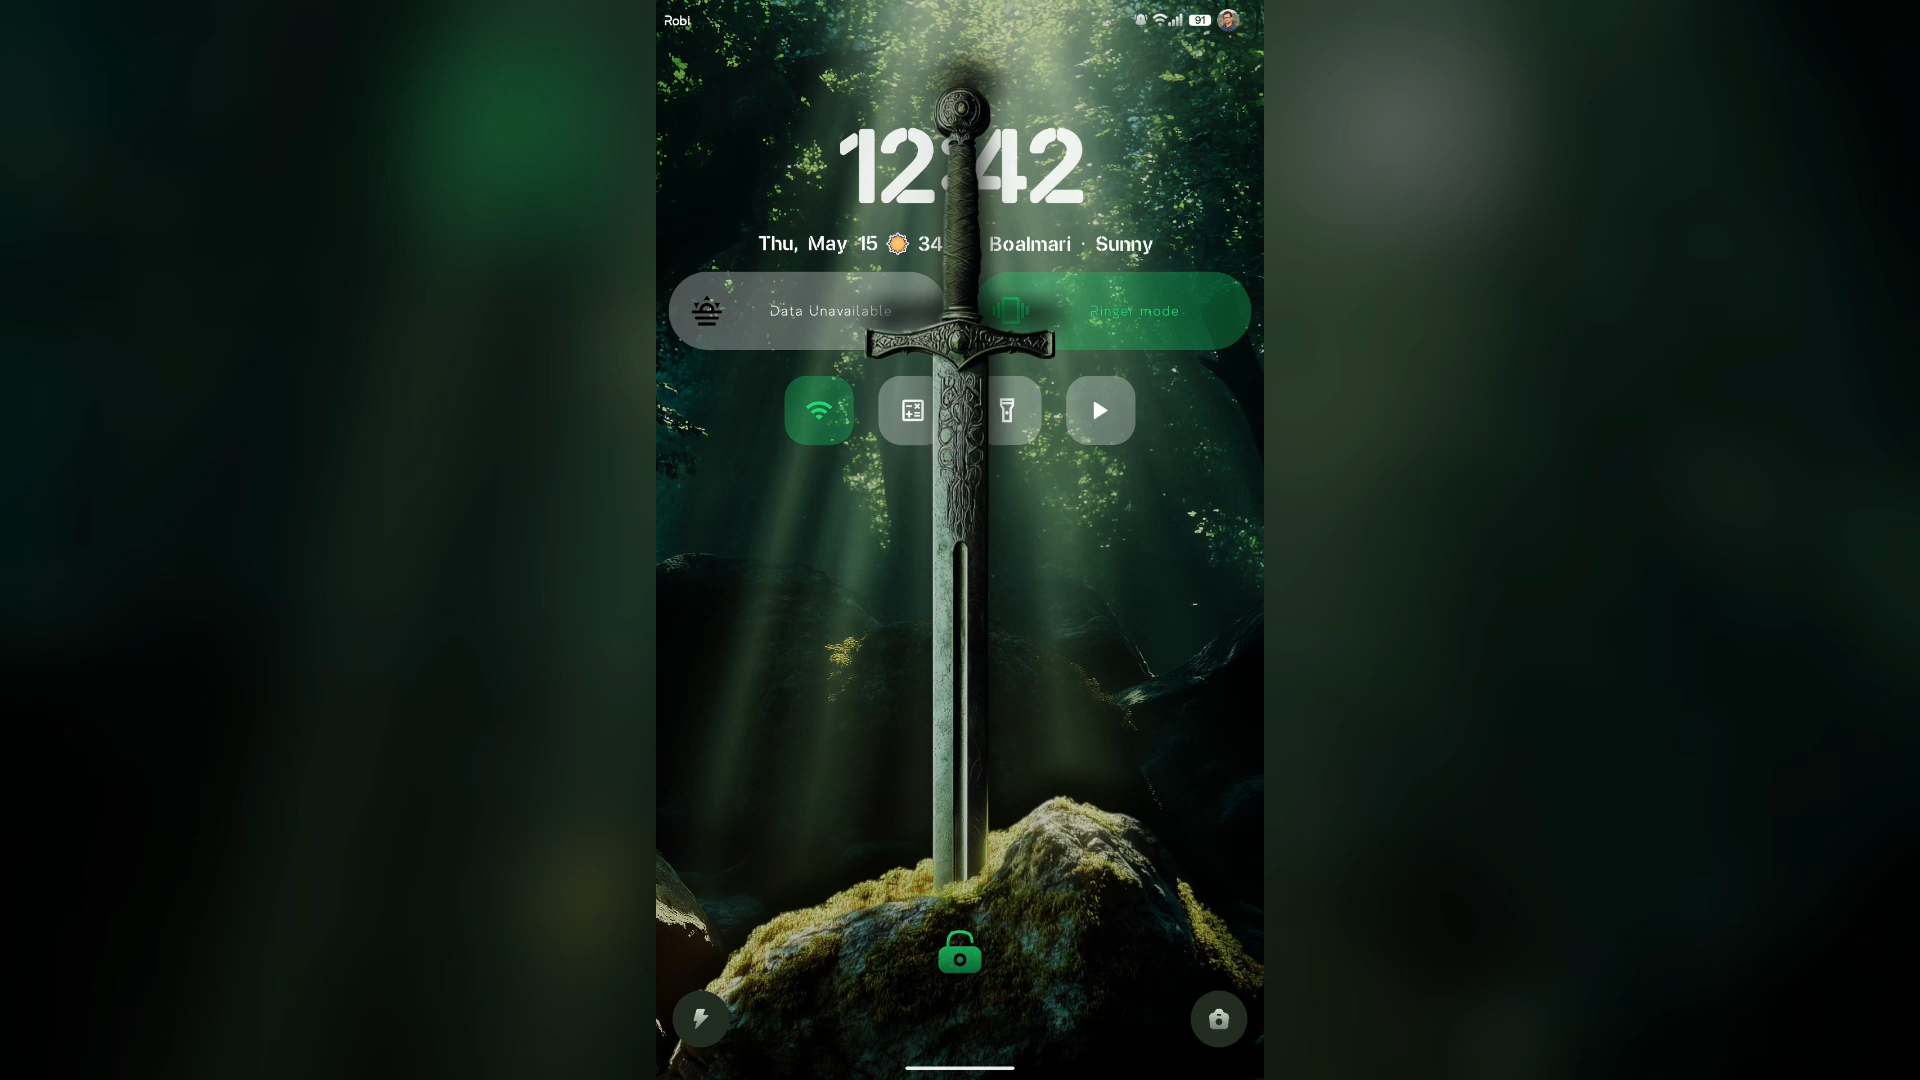 Robi 91
12:42
Thu, May 15 34 Boalmari · Sunny
Data Unavailable Ringer mode